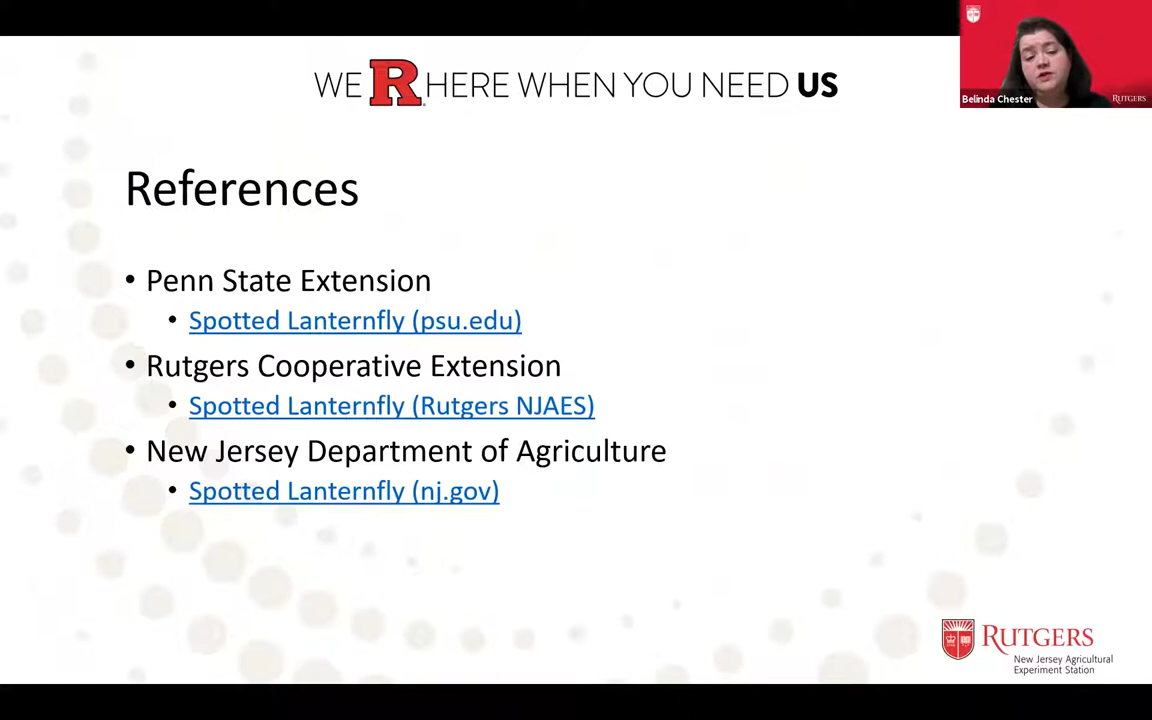 WE R HERE WHEN YOU NEED US
Belinda Chester
RUTGERS
References
• Penn State Extension
• Spotted Lanternfly (psu.edu)
• Rutgers Cooperative Extension
• Spotted Lanternfly (Rutgers NJAES)
• New Jersey Department of Agriculture
• Spotted Lanternfly (nj.gov)
RUTGERS
New Jersey Agricultural
Experiment Station